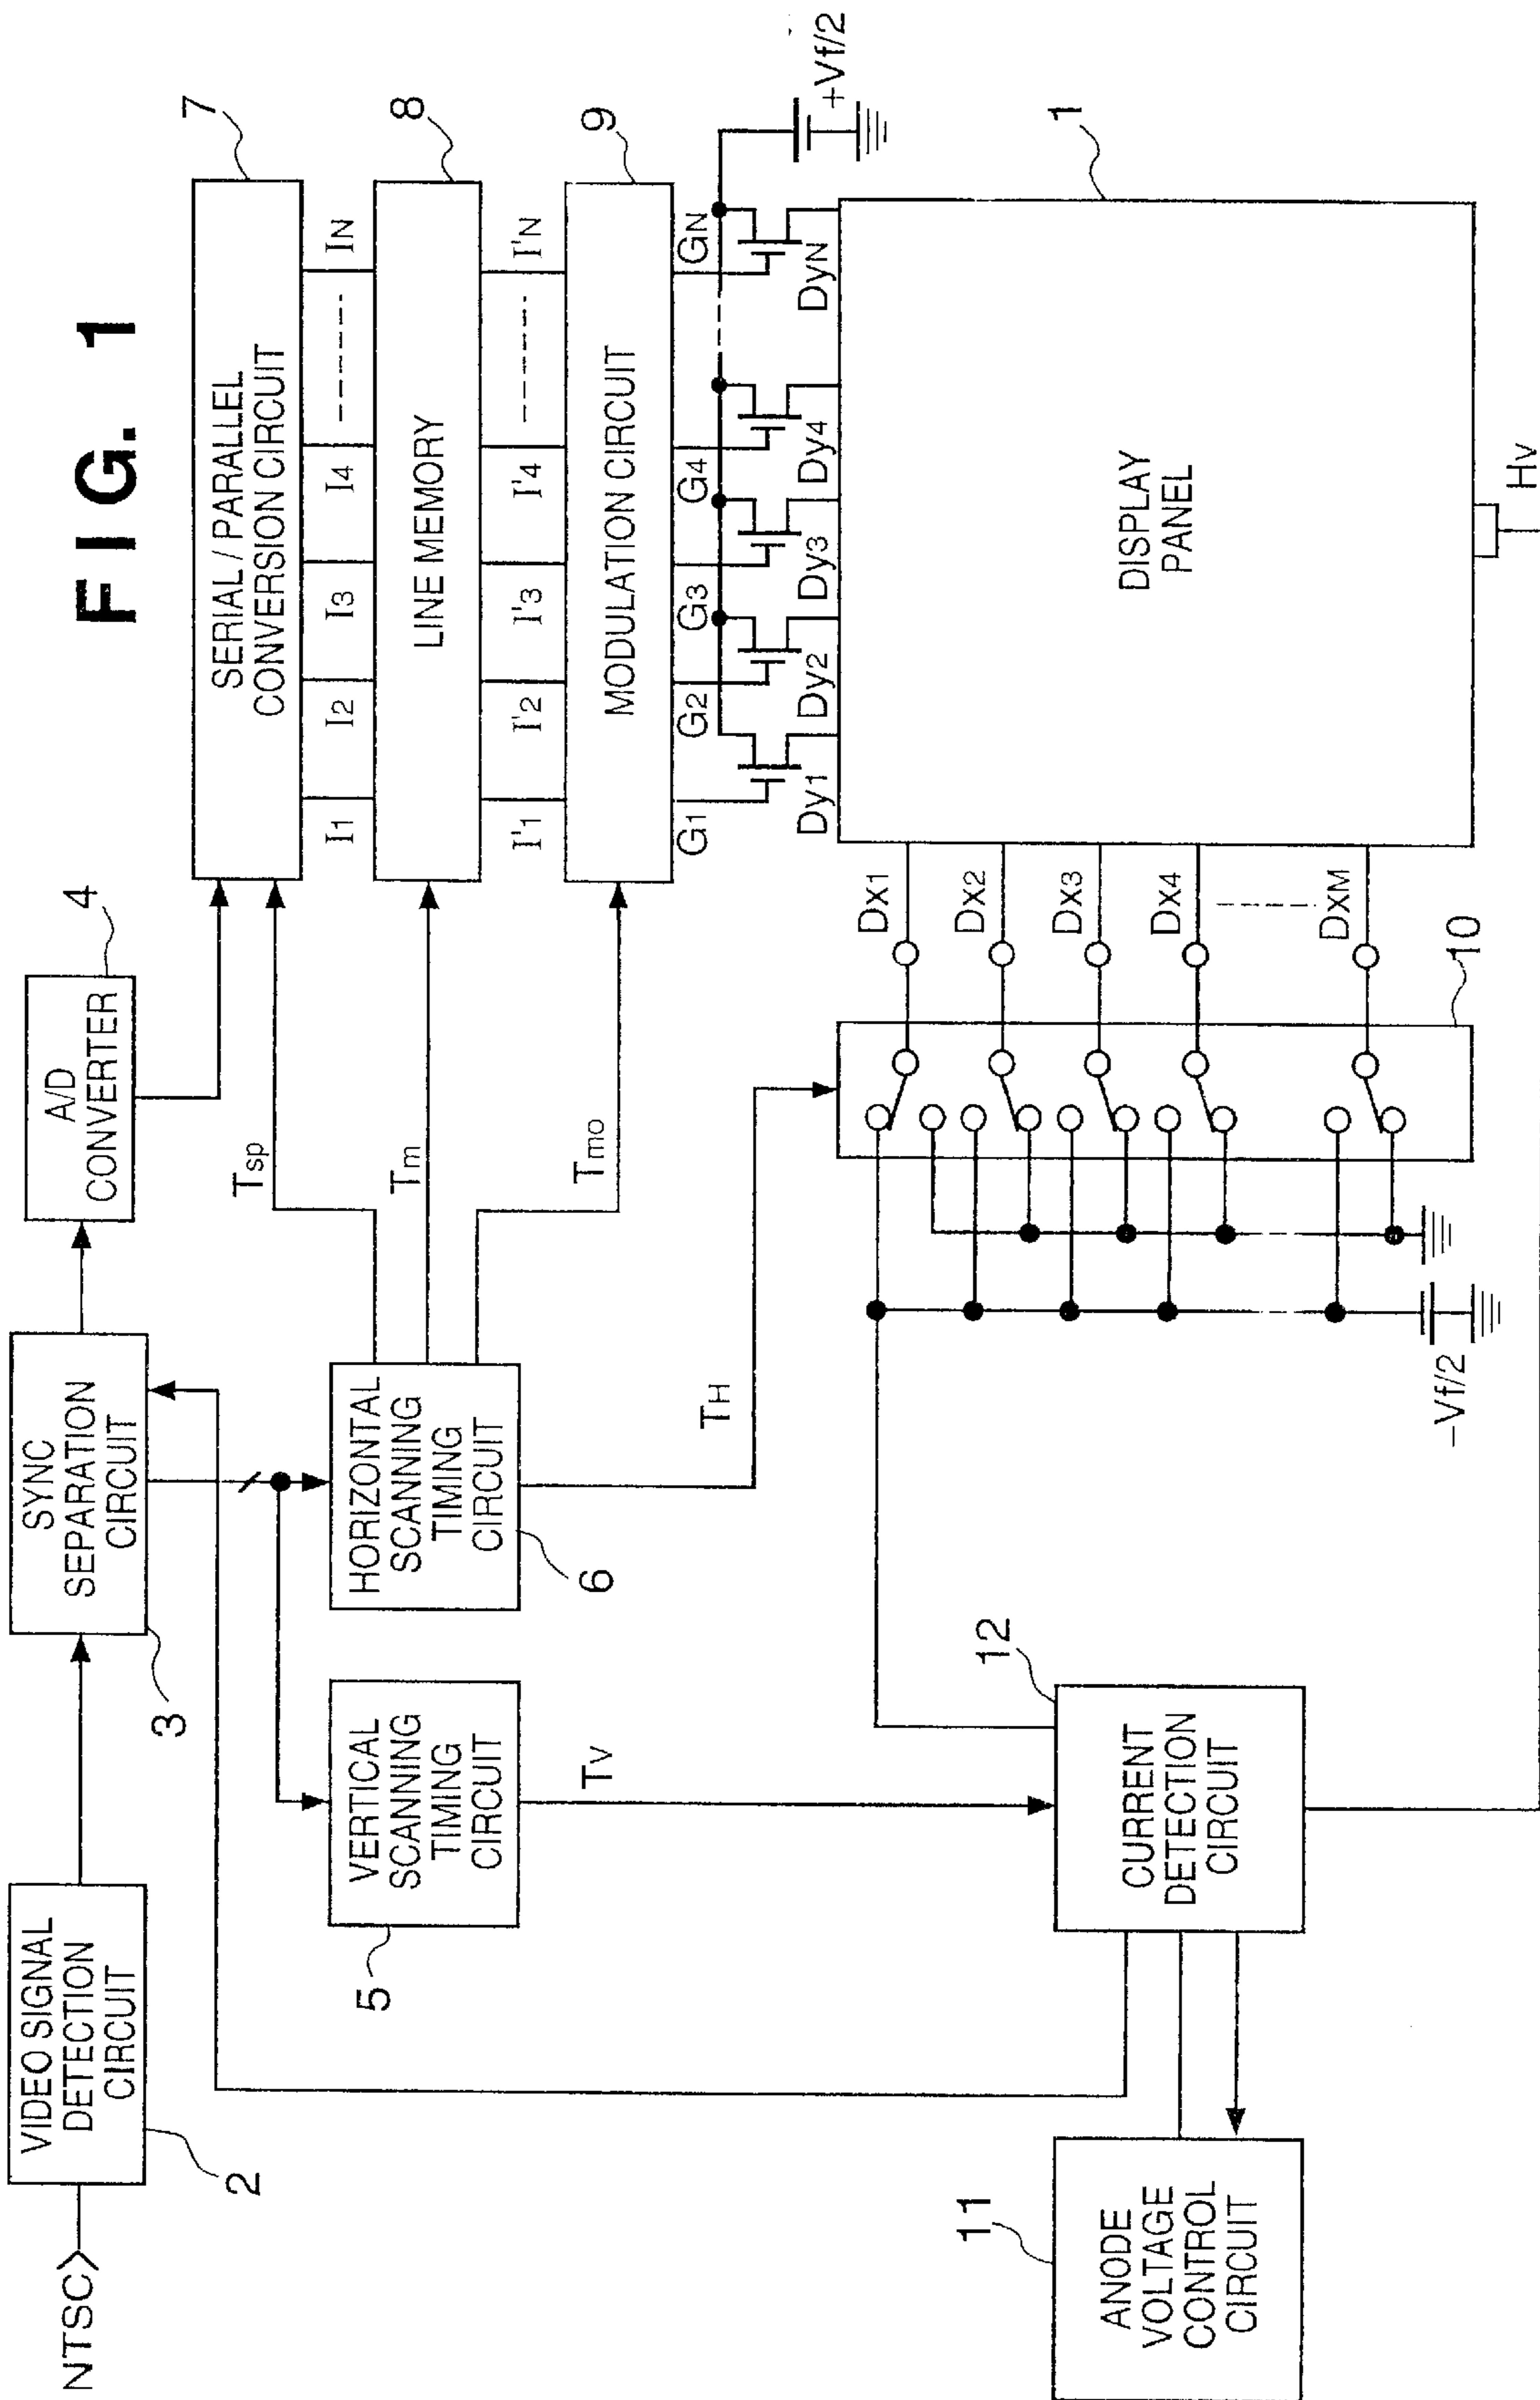 FIG. 1
NTSC>
VIDEO SIGNAL
DETECTION
CIRCUIT
2
SYNC
SEPARATION
CIRCUIT
3
A/D
CONVERTER
4
SERIAL / PARALLEL
CONVERSION CIRCUIT
7
I1 I2 I3 I4 IN
LINE MEMORY
8
I'1 I'2 I'3 I'4 I'N
MODULATION CIRCUIT
9
G1 G2 G3 G4 GN
+Vf/2
Dy1 Dy2 Dy3 Dy4 DyN
Tsp
Tm
Tmo
VERTICAL
SCANNING
TIMING
CIRCUIT
5
HORIZONTAL
SCANNING
TIMING
CIRCUIT
6
TV
TH
DISPLAY
PANEL
1
Dx1
Dx2
Dx3
Dx4
DxM
10
-Vf/2
Hv
CURRENT
DETECTION
CIRCUIT
12
ANODE
VOLTAGE
CONTROL
CIRCUIT
11